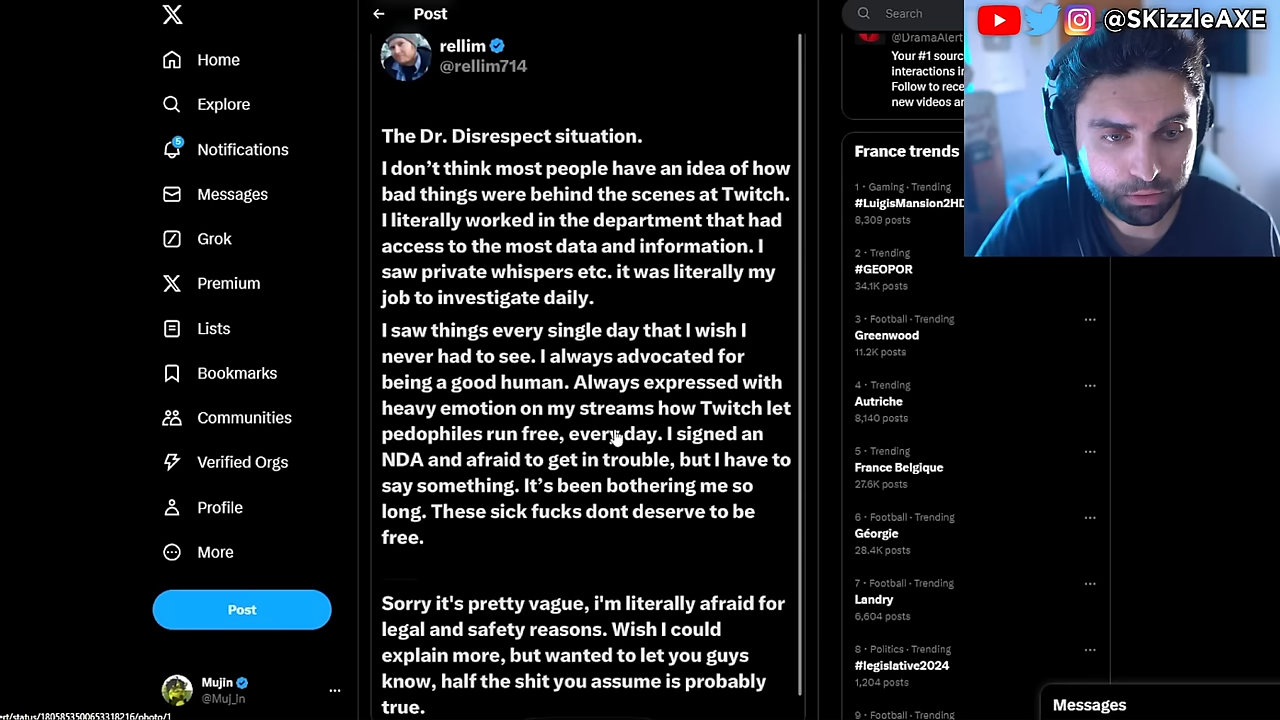 @SKizzleAXE
Post
Search
rellim
@rellim714
@DramaAlert
Your #1 sourc
interactions in
Follow to rece
new videos an
Home
Explore
5
Notifications
Messages
Grok
Premium
Lists
Bookmarks
Communities
Verified Orgs
Profile
More
Post
Mujin
@Muj_in
The Dr. Disrespect situation.
I don’t think most people have an idea of how
bad things were behind the scenes at Twitch.
I literally worked in the department that had
access to the most data and information. I
saw private whispers etc. it was literally my
job to investigate daily.
I saw things every single day that I wish I
never had to see. I always advocated for
being a good human. Always expressed with
heavy emotion on my streams how Twitch let
pedophiles run free, every day. I signed an
NDA and afraid to get in trouble, but I have to
say something. It’s been bothering me so
long. These sick fucks dont deserve to be
free.
Sorry it's pretty vague, i'm literally afraid for
legal and safety reasons. Wish I could
explain more, but wanted to let you guys
know, half the shit you assume is probably
true.
France trends
1 · Gaming · Trending
#LuigisMansion2HD
8,309 posts
2 · Trending
#GEOPOR
34.1K posts
3 · Football · Trending
Greenwood
11.2K posts
4 · Trending
Autriche
8,140 posts
5 · Trending
France Belgique
27.6K posts
6 · Football · Trending
Géorgie
28.4K posts
7 · Football · Trending
Landry
6,604 posts
8 · Politics · Trending
#legislative2024
1,204 posts
9 · Football · Trending
Messages
ert/status/1805853500653318216/photo/1